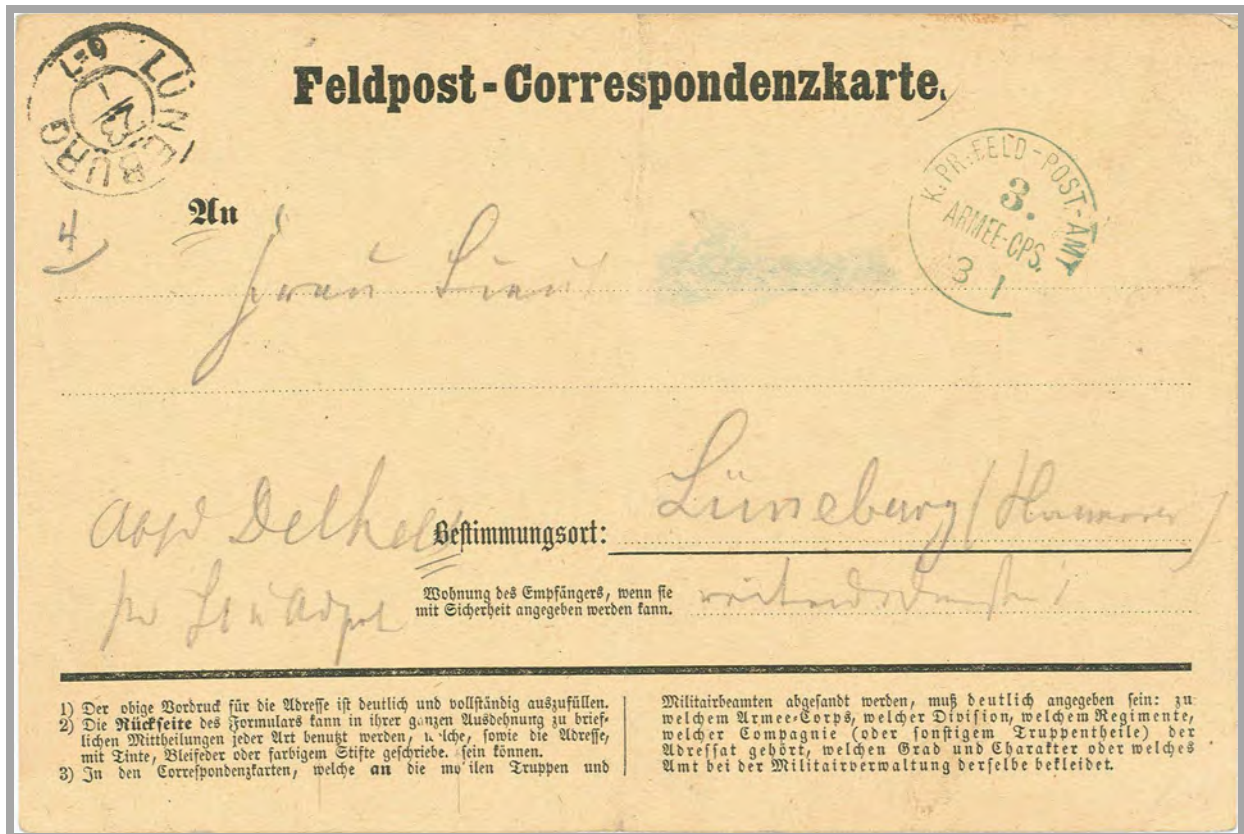 LÜNEBURG
Feldpost-Correspondenzkarte.
K.PR.FELD-POST-AMT
3.
ARMEE-CPS.
3 1
4
An
Frau
Absd
Bestimmungsort: Lüneburg (Hannover)
Wohnung des Empfängers, wenn sie
mit Sicherheit angegeben werden kann.
1) Der obige Vordruck für die Adresse ist deutlich und vollständig auszufüllen.
2) Die Rückseite des Formulars kann in ihrer ganzen Ausdehnung zu brief-
lichen Mittheilungen jeder Art benutzt werden, welche, sowie die Adresse,
mit Tinte, Bleifeder oder farbigem Stifte geschrieben sein können.
3) In den Correspondenzkarten, welche an die mobilen Truppen und
Militairbeamten abgesandt werden, muß deutlich angegeben sein: zu
welchem Armee-Corps, welcher Division, welchem Regimente,
welcher Compagnie (oder sonstigem Truppentheile) der
Adressat gehört, welchen Grad und Charakter oder welches
Amt bei der Militairverwaltung derselbe bekleidet.